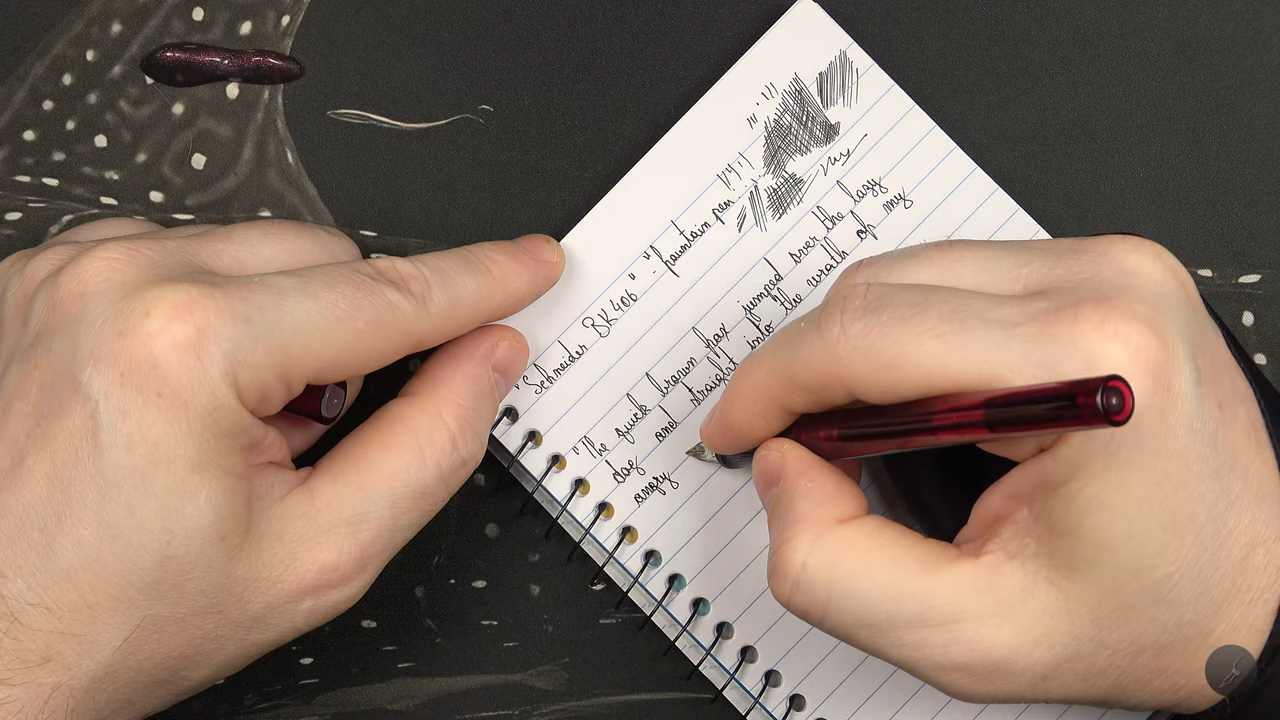 "Schneider BK406" - "fountain pen"
"The quick brown fox jumped over the lazy
dog and straight into the wrath of my
angry